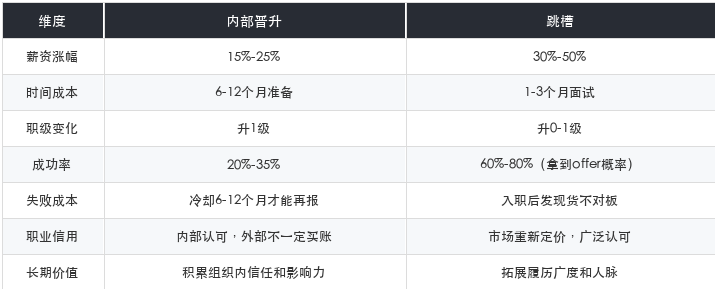 维度 内部晋升 跳槽
薪资涨幅 15%-25% 30%-50%
时间成本 6-12个月准备 1-3个月面试
职级变化 升1级 升0-1级
成功率 20%-35% 60%-80%（拿到offer概率）
失败成本 冷却6-12个月才能再报 入职后发现货不对板
职业信用 内部认可，外部不一定买账 市场重新定价，广泛认可
长期价值 积累组织内信任和影响力 拓展履历广度和人脉